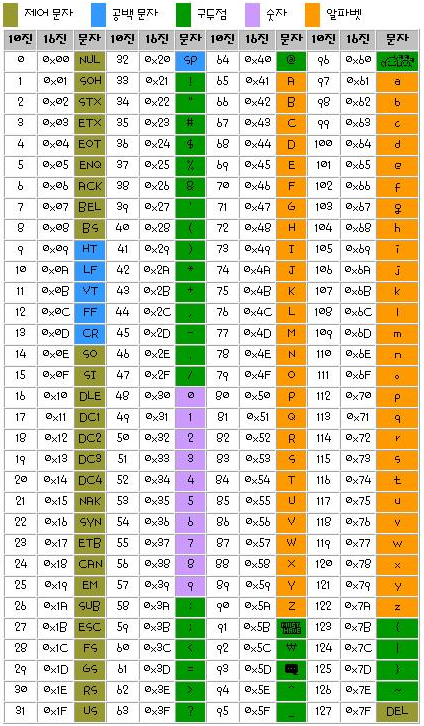 제어 문자 공백 문자 구두점 숫자 알파벳
10진 16진 문자 10진 16진 문자 10진 16진 문자 10진 16진 문자
0 0x00 NUL 32 0x20 SP 64 0x40 @ 96 0x60
1 0x01 SOH 33 0x21 ! 65 0x41 A 97 0x61 a
2 0x02 STX 34 0x22 " 66 0x42 B 98 0x62 b
3 0x03 ETX 35 0x23 # 67 0x43 C 99 0x63 c
4 0x04 EOT 36 0x24 $ 68 0x44 D 100 0x64 d
5 0x05 ENQ 37 0x25 % 69 0x45 E 101 0x65 e
6 0x06 ACK 38 0x26 & 70 0x46 F 102 0x66 f
7 0x07 BEL 39 0x27 ' 71 0x47 G 103 0x67 g
8 0x08 BS 40 0x28 ( 72 0x48 H 104 0x68 h
9 0x09 HT 41 0x29 ) 73 0x49 I 105 0x69 i
10 0x0A LF 42 0x2A * 74 0x4A J 106 0x6A j
11 0x0B VT 43 0x2B + 75 0x4B K 107 0x6B k
12 0x0C FF 44 0x2C , 76 0x4C L 108 0x6C l
13 0x0D CR 45 0x2D - 77 0x4D M 109 0x6D m
14 0x0E SO 46 0x2E . 78 0x4E N 110 0x6E n
15 0x0F SI 47 0x2F / 79 0x4F O 111 0x6F o
16 0x10 DLE 48 0x30 0 80 0x50 P 112 0x70 p
17 0x11 DC1 49 0x31 1 81 0x51 Q 113 0x71 q
18 0x12 DC2 50 0x32 2 82 0x52 R 114 0x72 r
19 0x13 DC3 51 0x33 3 83 0x53 S 115 0x73 s
20 0x14 DC4 52 0x34 4 84 0x54 T 116 0x74 t
21 0x15 NAK 53 0x35 5 85 0x55 U 117 0x75 u
22 0x16 SYN 54 0x36 6 86 0x56 V 118 0x76 v
23 0x17 ETB 55 0x37 7 87 0x57 W 119 0x77 w
24 0x18 CAN 56 0x38 8 88 0x58 X 120 0x78 x
25 0x19 EM 57 0x39 9 89 0x59 Y 121 0x79 y
26 0x1A SUB 58 0x3A : 90 0x5A Z 122 0x7A z
27 0x1B ESC 59 0x3B ; 91 0x5B MUST HAVE 123 0x7B {
28 0x1C FS 60 0x3C < 92 0x5C ₩ 124 0x7C |
29 0x1D GS 61 0x3D = 93 0x5D 125 0x7D }
30 0x1E RS 62 0x3E > 94 0x5E ^ 126 0x7E ~
31 0x1F US 63 0x3F ? 95 0x5F _ 127 0x7F DEL